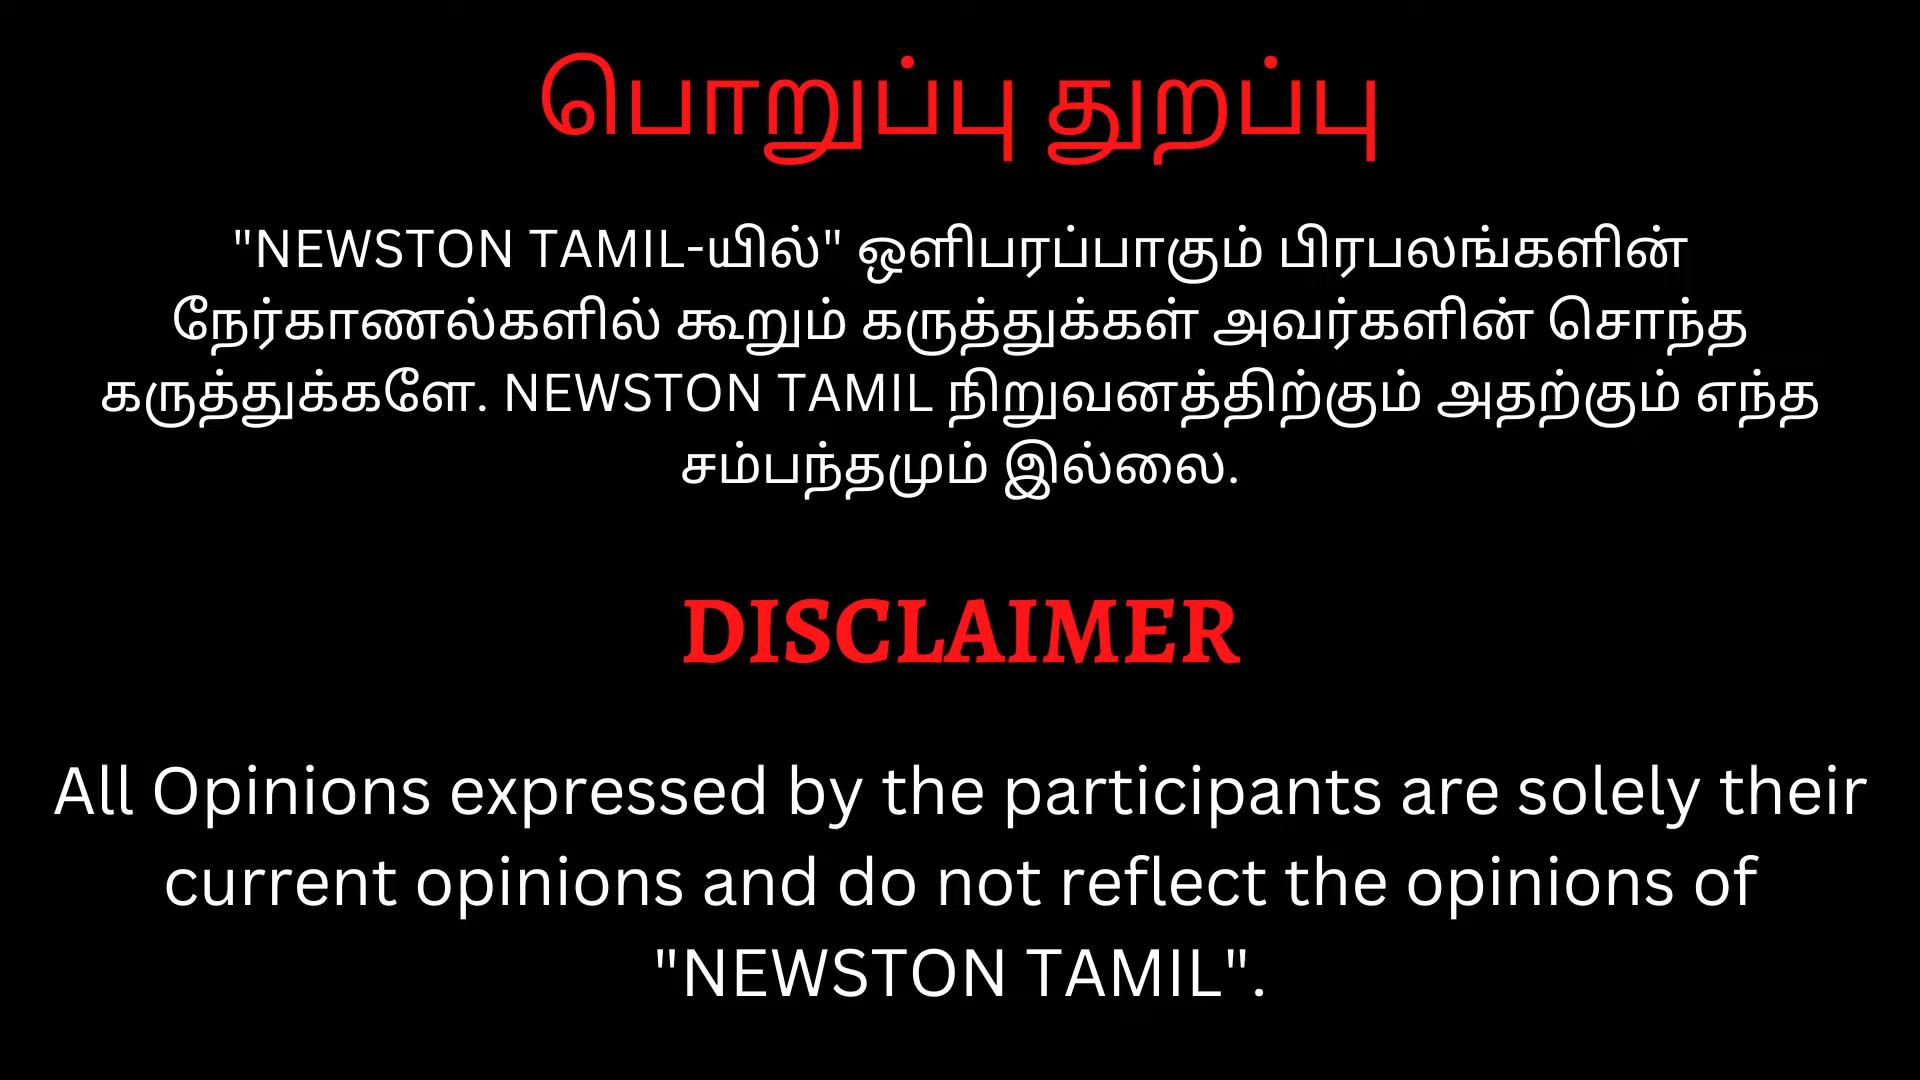 பொறுப்பு துறப்பு
"NEWSTON TAMIL-யில்" ஒளிபரப்பாகும் பிரபலங்களின்
நேர்காணல்களில் கூறும் கருத்துக்கள் அவர்களின் சொந்த
கருத்துக்களே. NEWSTON TAMIL நிறுவனத்திற்கும் அதற்கும் எந்த
சம்பந்தமும் இல்லை.
DISCLAIMER
All Opinions expressed by the participants are solely their
current opinions and do not reflect the opinions of
"NEWSTON TAMIL".